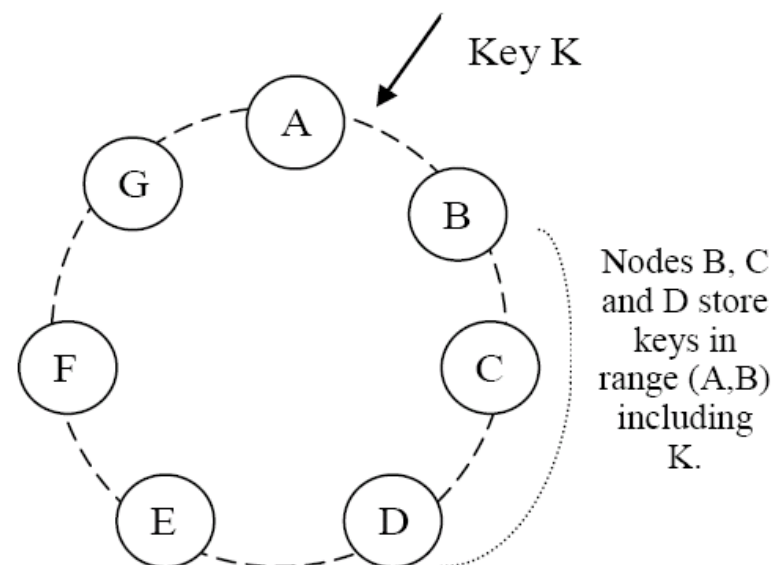 Key K
A
B
G
Nodes B, C
and D store
keys in
range (A,B)
including
K.
F
C
E
D